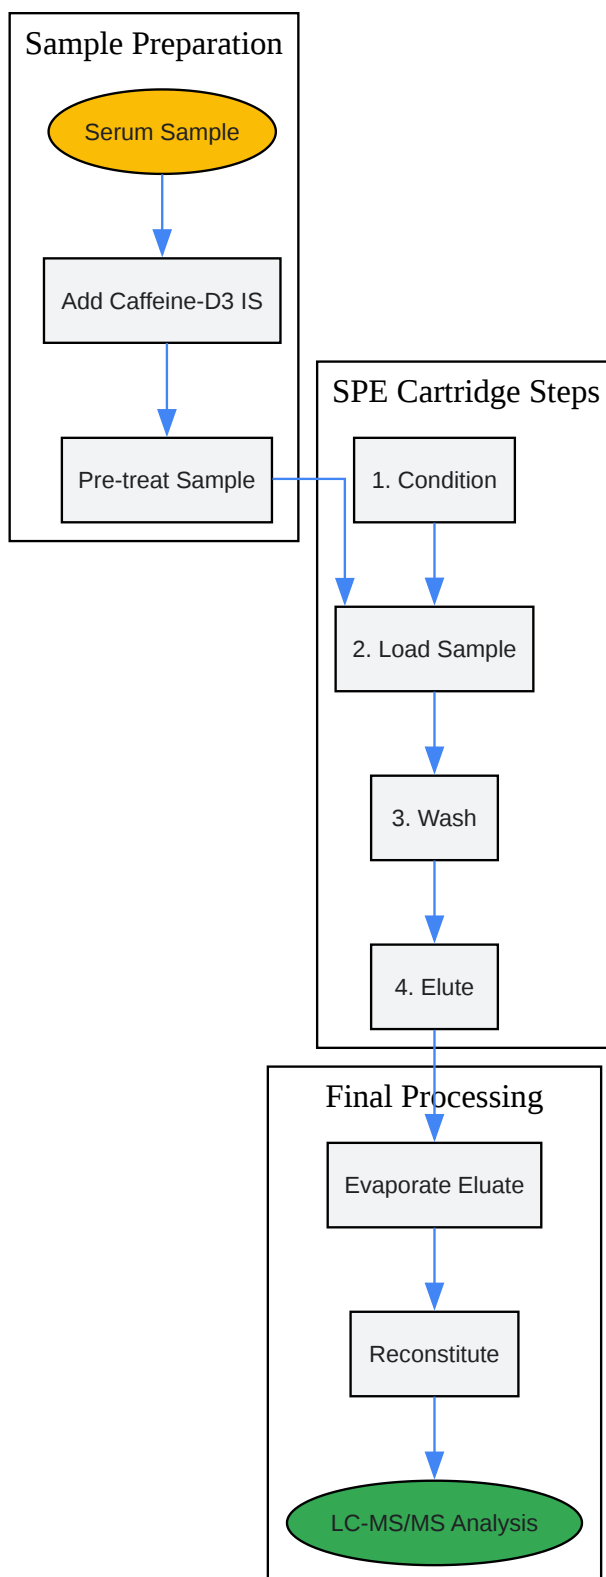 Sample Preparation
Serum Sample
Add Caffeine-D3 IS
Pre-treat Sample
SPE Cartridge Steps
1. Condition
2. Load Sample
3. Wash
4. Elute
Final Processing
Evaporate Eluate
Reconstitute
LC-MS/MS Analysis